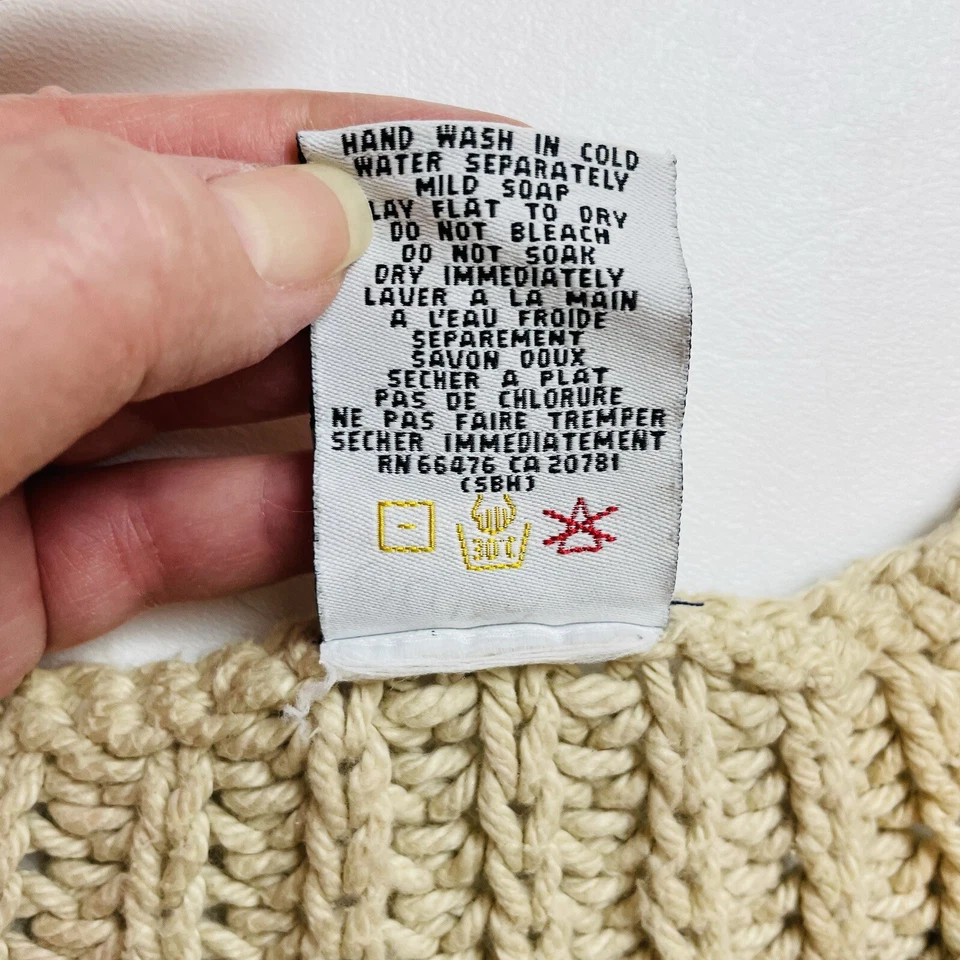 HAND WASH IN COLD
WATER SEPARATELY
MILD SOAP
LAY FLAT TO DRY
DO NOT BLEACH
DO NOT SOAK
DRY IMMEDIATELY
LAVER A LA MAIN
A L'EAU FROIDE
SEPAREMENT
SAVON DOUX
SECHER A PLAT
PAS DE CHLORURE
NE PAS FAIRE TREMPER
SECHER IMMEDIATEMENT
RN 66476 CA 20781
(SBH)
30°C